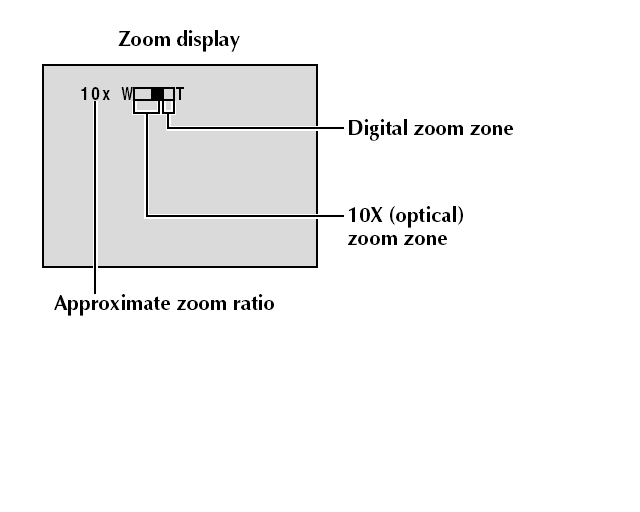 Zoom display
10x W T
Digital zoom zone
10X (optical)
zoom zone
Approximate zoom ratio